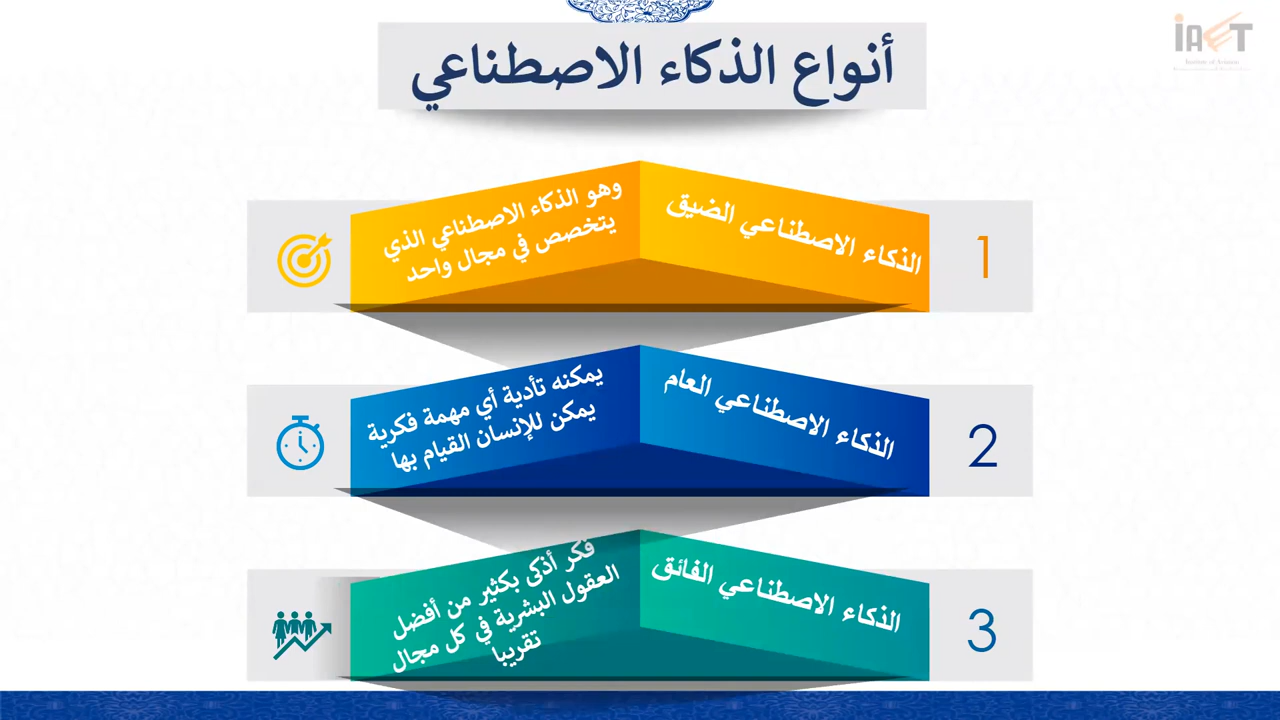 IAET
أنواع الذكاء الاصطناعي
1
الذكاء الاصطناعي الضيق
وهو الذكاء الاصطناعي الذي
يتخصص في مجال واحد
2
الذكاء الاصطناعي العام
يمكنه تأدية أي مهمة فكرية
يمكن للإنسان القيام بها
3
الذكاء الاصطناعي الفائق
فكر أذكى بكثير من أفضل
العقول البشرية في كل مجال
تقريبا